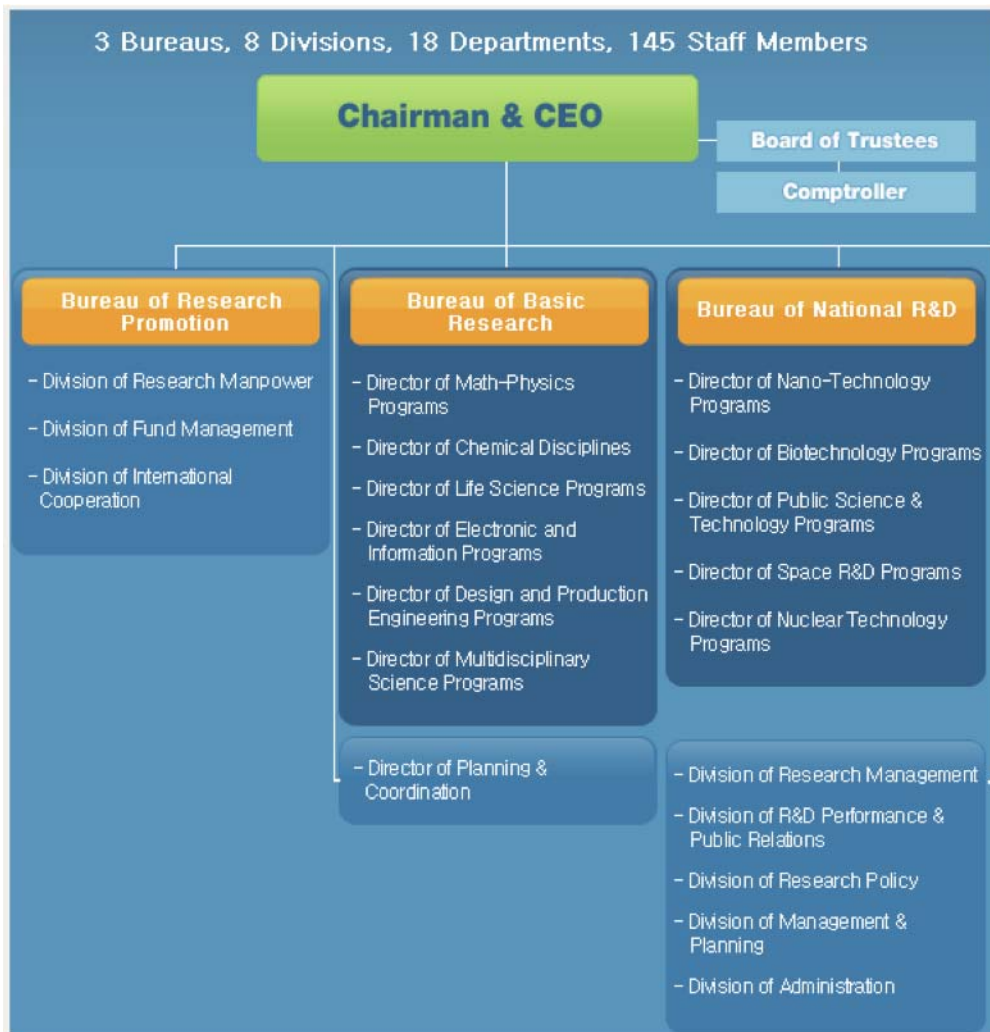 3 Bureaus, 8 Divisions, 18 Departments, 145 Staff Members
Chairman & CEO
Board of Trustees
Comptroller
Bureau of Research
Promotion
- Division of Research Manpower
- Division of Fund Management
- Division of International
Cooperation
Bureau of Basic
Research
- Director of Math-Physics
Programs
- Director of Chemical Disciplines
- Director of Life Science Programs
- Director of Electronic and
Information Programs
- Director of Design and Production
Engineering Programs
- Director of Multidisciplinary
Science Programs
- Director of Planning &
Coordination
Bureau of National R&D
- Director of Nano-Technology
Programs
- Director of Biotechnology Programs
- Director of Public Science &
Technology Programs
- Director of Space R&D Programs
- Director of Nuclear Technology
Programs
- Division of Research Management
- Division of R&D Performance &
Public Relations
- Division of Research Policy
- Division of Management &
Planning
- Division of Administration